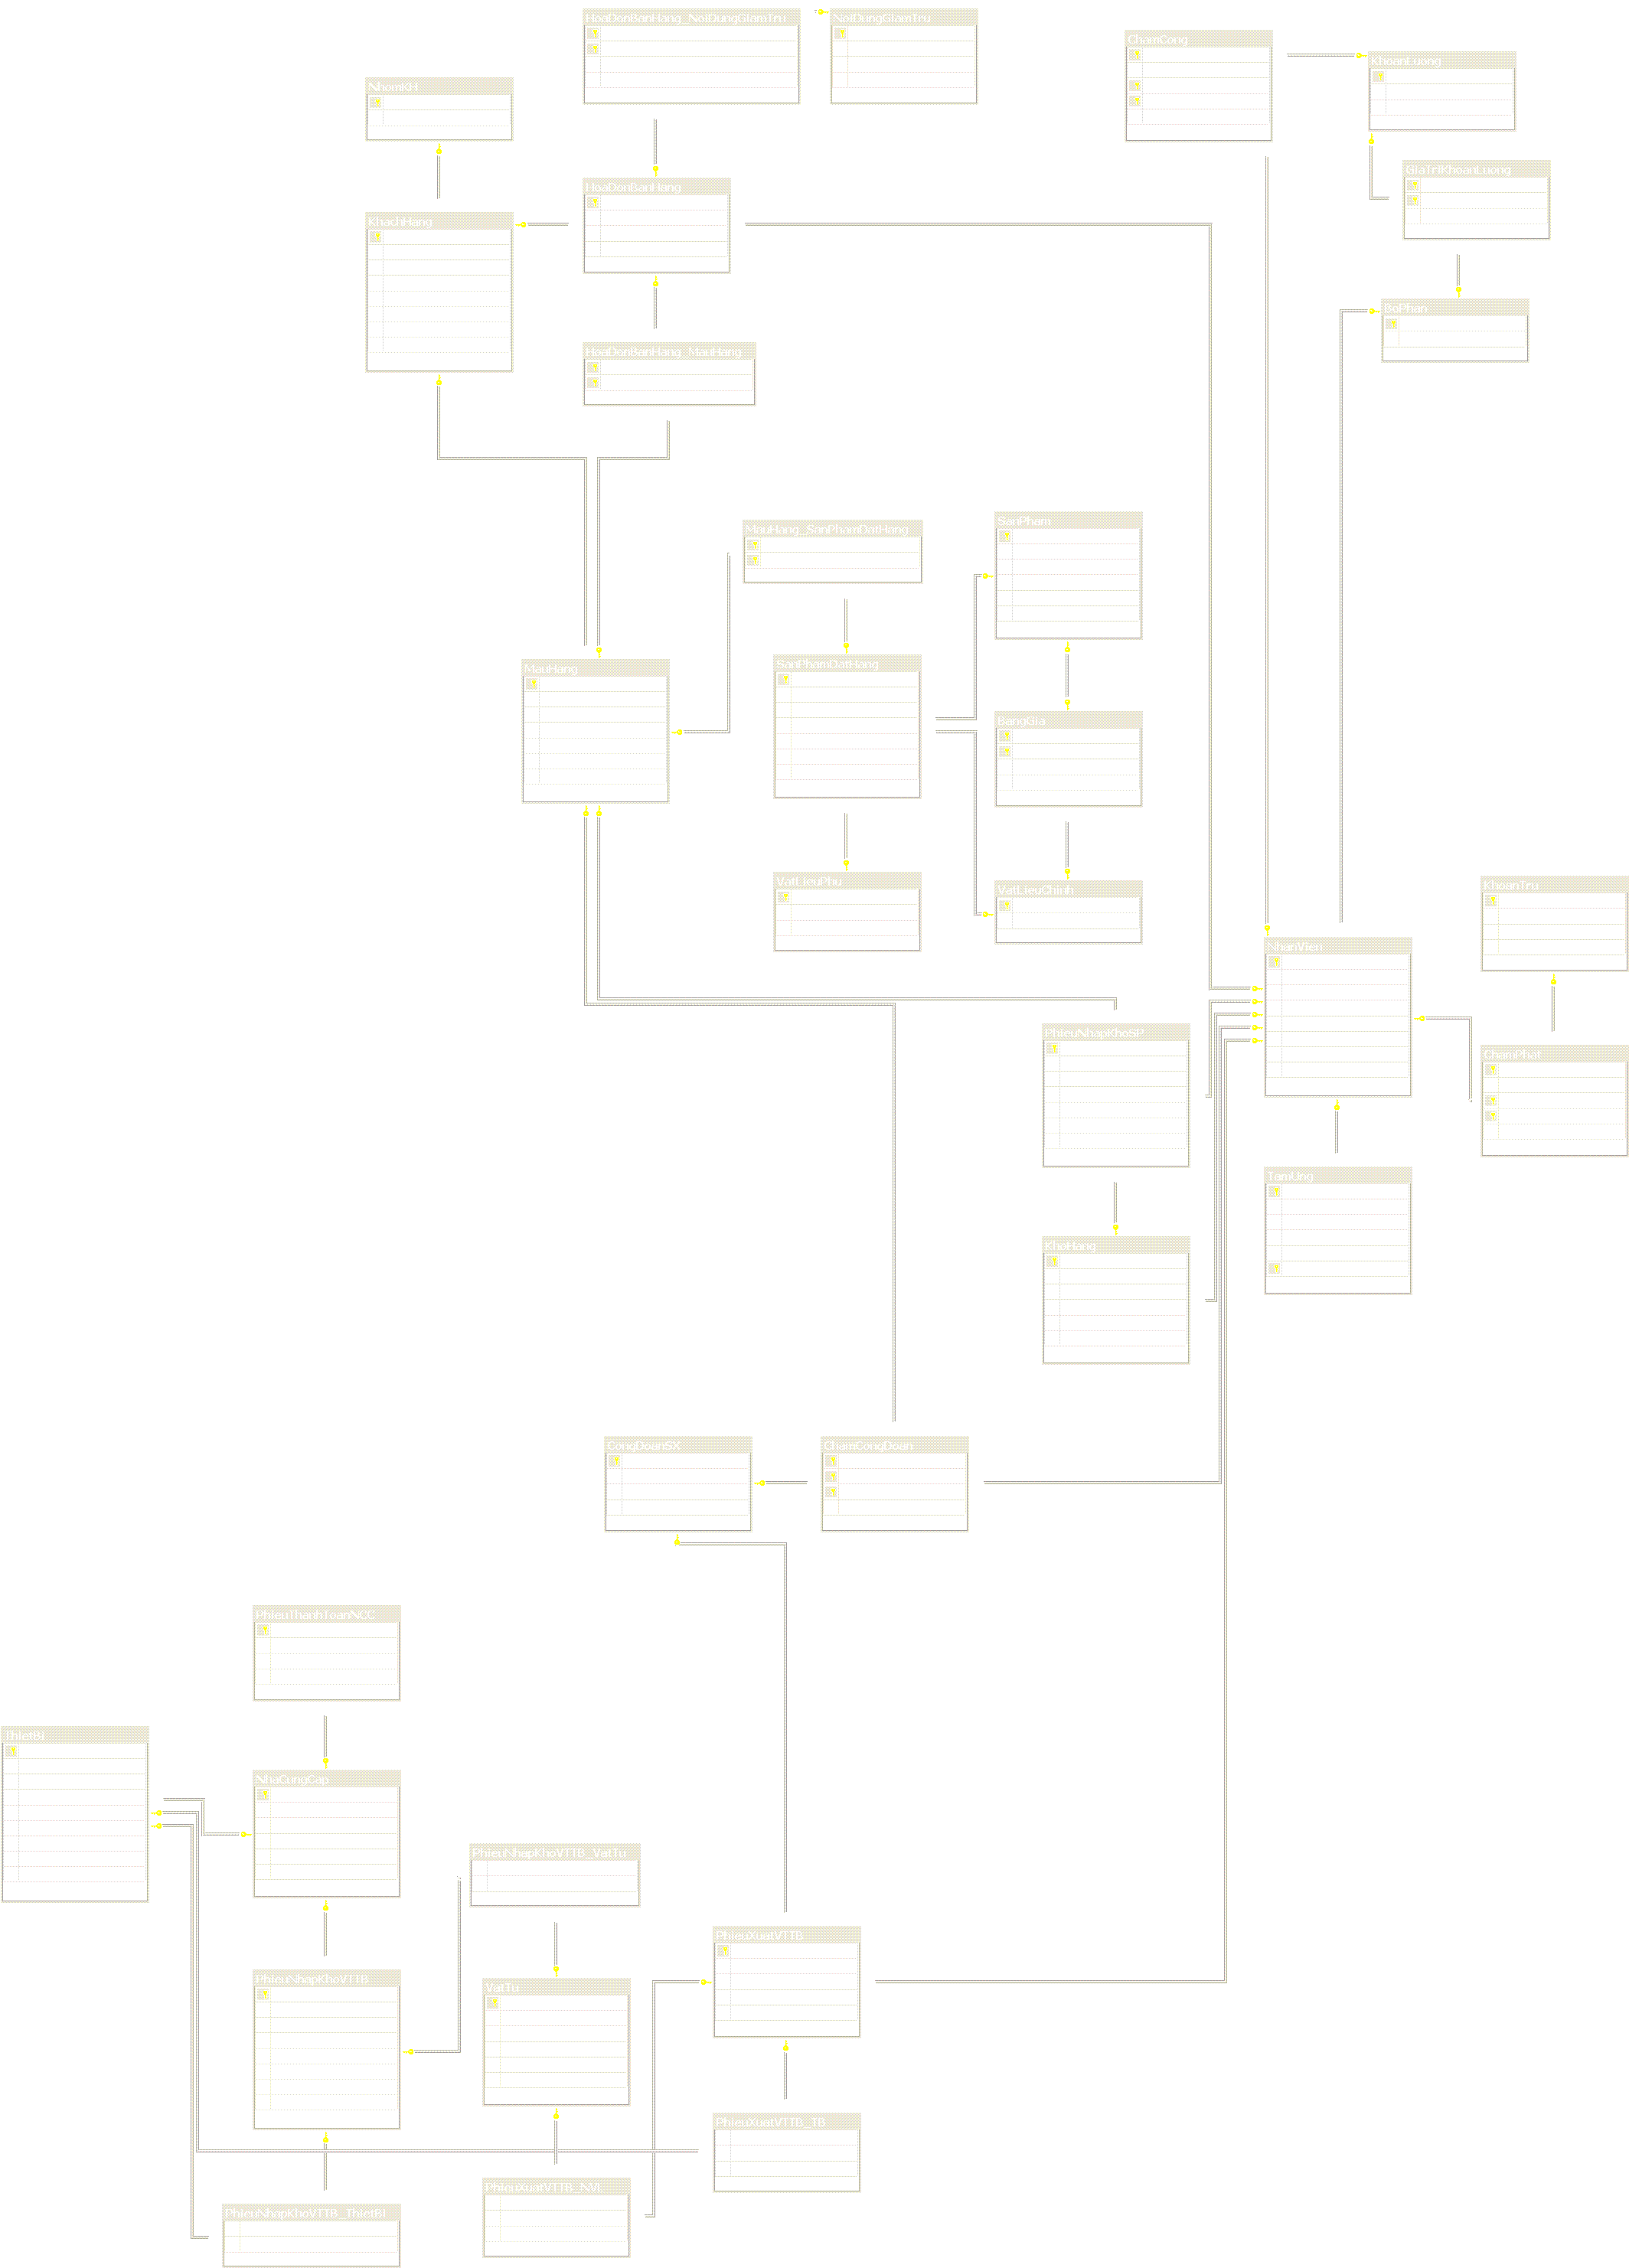 HoaDonBanHang_NoiDungGiamTru
NoiDungGiamTru
ChamCong
KhoanLuong
NhomKH
GiaTriKhoanLuong
HoaDonBanHang
KhachHang
BoPhan
HoaDonBanHang_MauHang
SanPham
MauHang_SanPhamDatHang
SanPhamDatHang
MauHang
BangGia
VatLieuPhu
VatLieuChinh
KhoanTru
NhanVien
PhieuNhapKhoSP
ChamPhat
TamUng
KhoHang
CongDoanSX
ChamCongDoan
PhieuThanhToanNCC
ThietBi
NhaCungCap
PhieuNhapKhoVTTB_VatTu
PhieuXuatVTTB
PhieuNhapKhoVTTB
VatTu
PhieuXuatVTTB_TB
PhieuXuatVTTB_NVL
PhieuNhapKhoVTTB_ThietBi